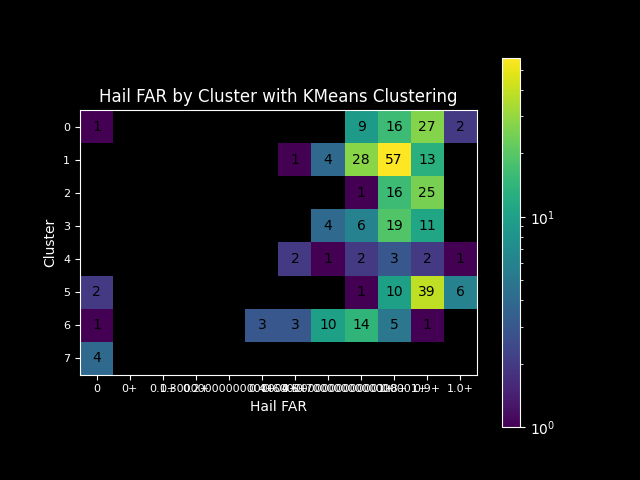 Hail FAR by Cluster with KMeans Clustering
0 1 9 16 27 2
1 1 4 28 57 13
2 1 16 25
3 4 6 19 11
4 2 1 2 3 2 1
5 2 1 10 39 6
6 1 3 3 10 14 5 1
7 4
0 0+ 0.9+ 1.0+
Hail FAR
Cluster
10¹
10⁰